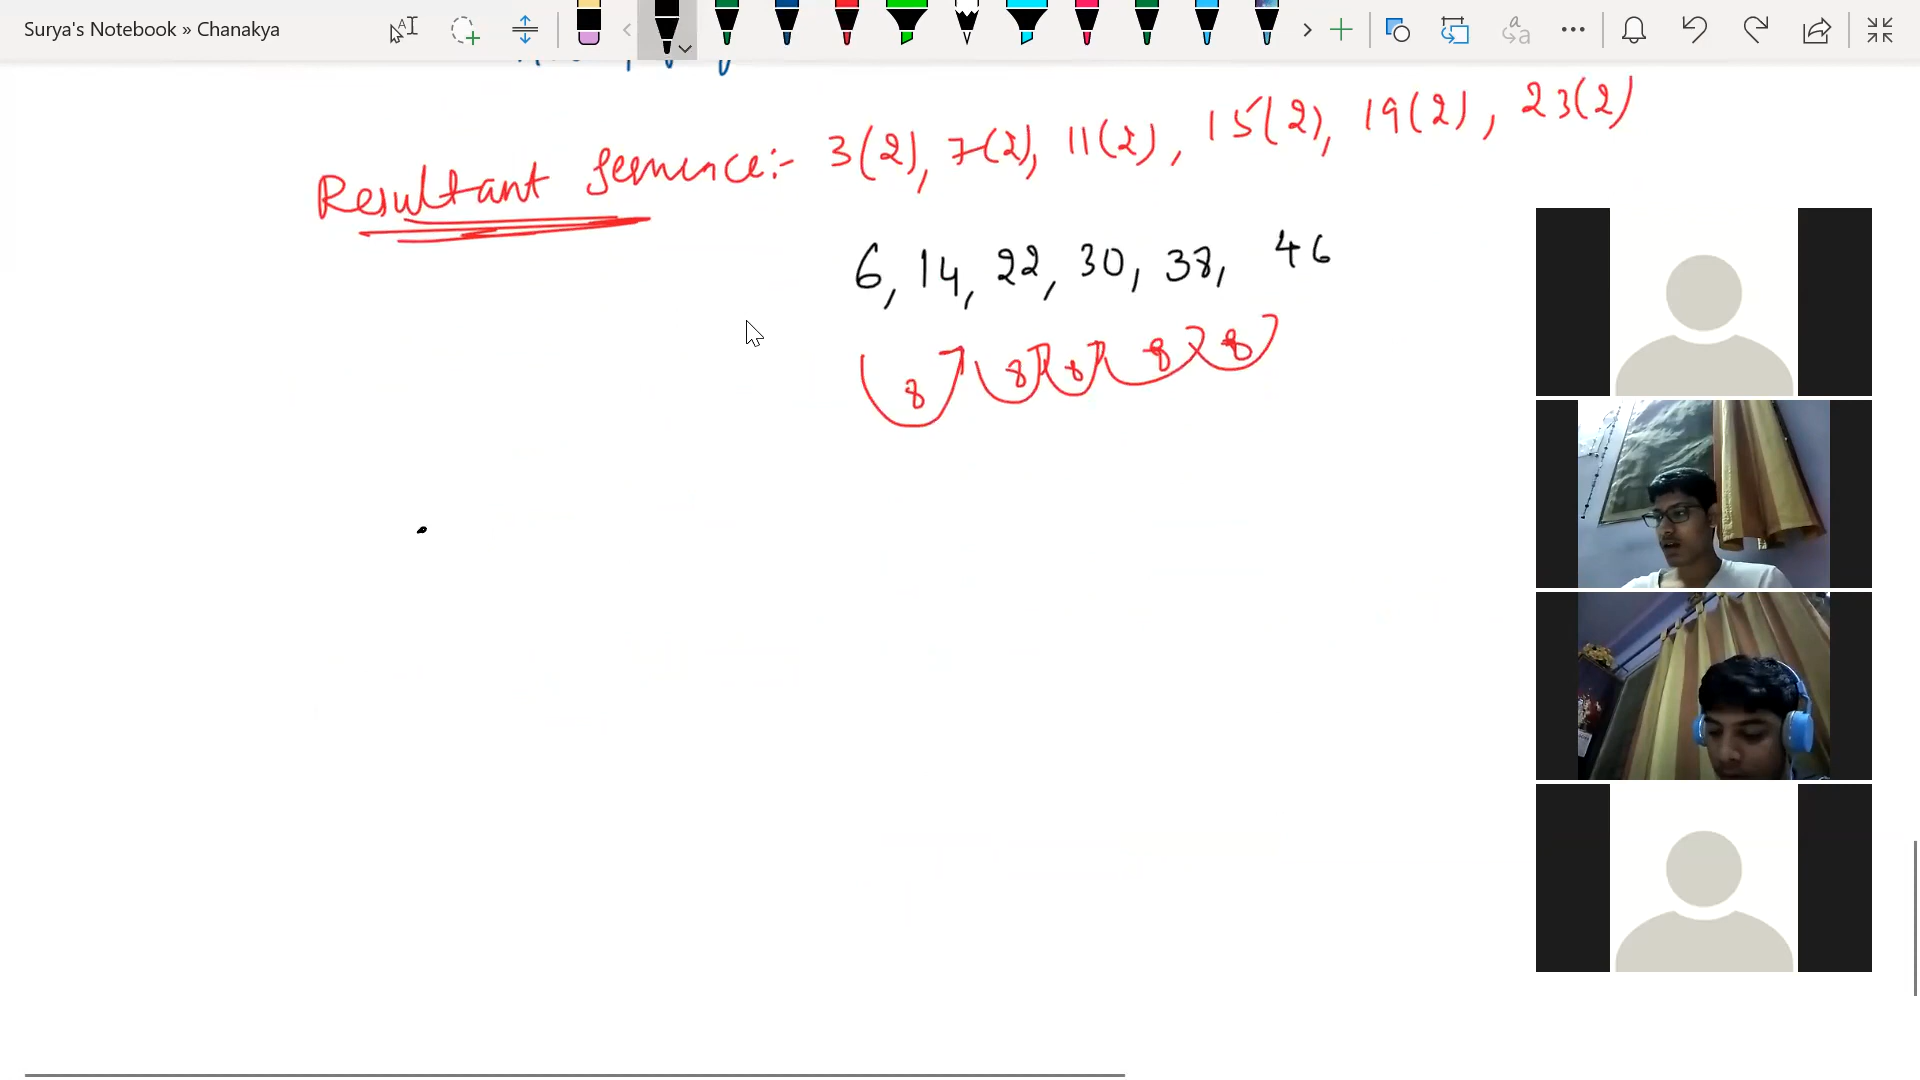 Surya's Notebook » Chanakya
Resultant sequence:- 3(2), 7(2), 11(2), 15(2), 19(2), 23(2)
6, 14, 22, 30, 38, 46
8 8 8 8 8